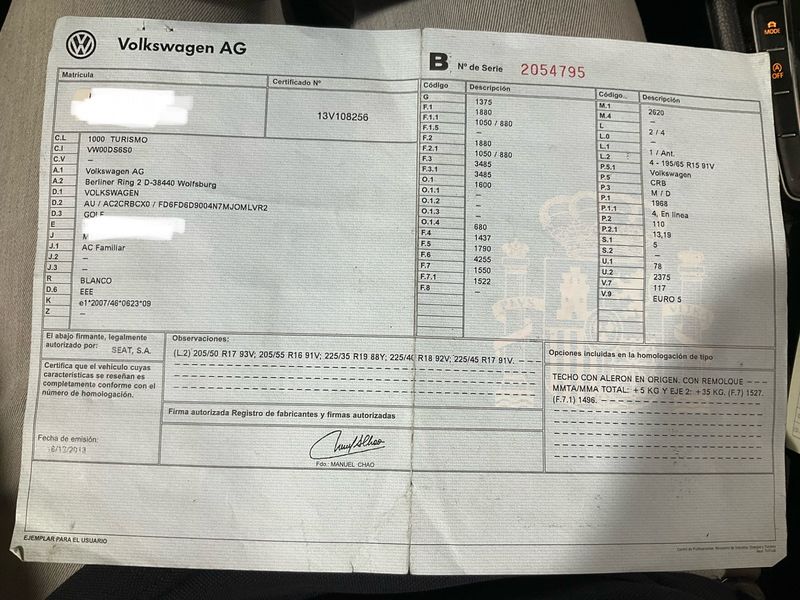 Volkswagen AG
B Nº de Serie 2054795
Matrícula
Certificado Nº
13V108256
C.L 1000 TURISMO
C.I VW00DS6S0
C.V –
A.1 Volkswagen AG
A.2 Berliner Ring 2 D-38440 Wolfsburg
D.1 VOLKSWAGEN
D.2 AU / AC2CRBCX0 / FD6FD6D9004N7MJOMLVR2
D.3 GOLF
E
J M
J.1 AC Familiar
J.2 –
J.3 –
R BLANCO
D.6 EEE
K e1*2007/46*0623*09
Z –
Código Descripción
G 1375
F.1 1880
F.1.1 1050 / 880
F.1.5 –
F.2 1880
F.2.1 1050 / 880
F.3 3485
F.3.1 3485
O.1 1600
O.1.1 –
O.1.2 –
O.1.3 –
O.1.4 680
F.4 1437
F.5 1790
F.6 4255
F.7 1550
F.7.1 1522
F.8 –
Código Descripción
M.1 2620
M.4 –
L 2 / 4
L.0 –
L.1 1 / Ant.
L.2 4 - 195/65 R15 91V
P.5.1 Volkswagen
P.5 CRB
P.3 M / D
P.1 1968
P.1.1 4, En línea
P.2 110
P.2.1 13,19
S.1 5
S.2 –
U.1 78
U.2 2375
V.7 117
V.9 EURO 5
El abajo firmante, legalmente
autorizado por: SEAT, S.A.
Certifica que el vehículo cuyas
características se reseñan es
completamente conforme con el
número de homologación.
Fecha de emisión:
16/12/2013
Observaciones:
(L.2) 205/50 R17 93V; 205/55 R16 91V; 225/35 R19 88Y; 225/40 R18 92V; 225/45 R17 91V.
Firma autorizada Registro de fabricantes y firmas autorizadas
Fdo.: MANUEL CHAO
Opciones incluidas en la homologación de tipo
TECHO CON ALERON EN ORIGEN. CON REMOLQUE
MMTA/MMA TOTAL: +5 KG Y EJE 2: +35 KG. (F.7) 1527.
(F.7.1) 1496.
EJEMPLAR PARA EL USUARIO
MODE
OFF